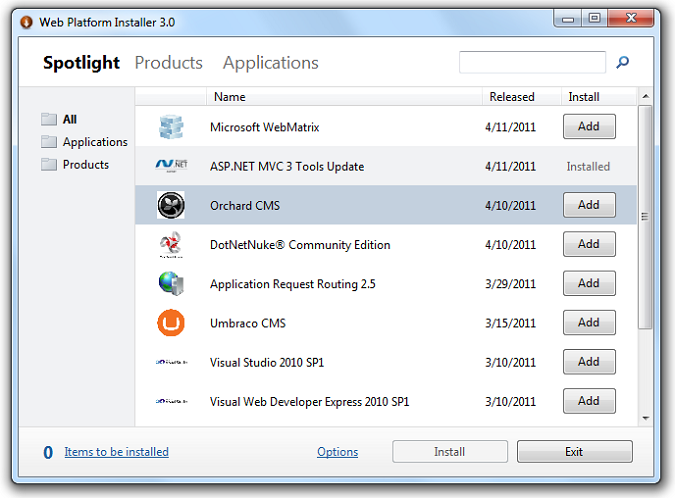 Web Platform Installer 3.0
Spotlight Products Applications
Name Released Install
All
Applications
Products
Microsoft WebMatrix 4/11/2011 Add
ASP.NET MVC 3 Tools Update 4/11/2011 Installed
Orchard CMS 4/10/2011 Add
DotNetNuke® Community Edition 4/10/2011 Add
Application Request Routing 2.5 3/29/2011 Add
Umbraco CMS 3/15/2011 Add
Visual Studio 2010 SP1 3/10/2011 Add
Visual Web Developer Express 2010 SP1 3/10/2011 Add
0 Items to be installed Options Install Exit